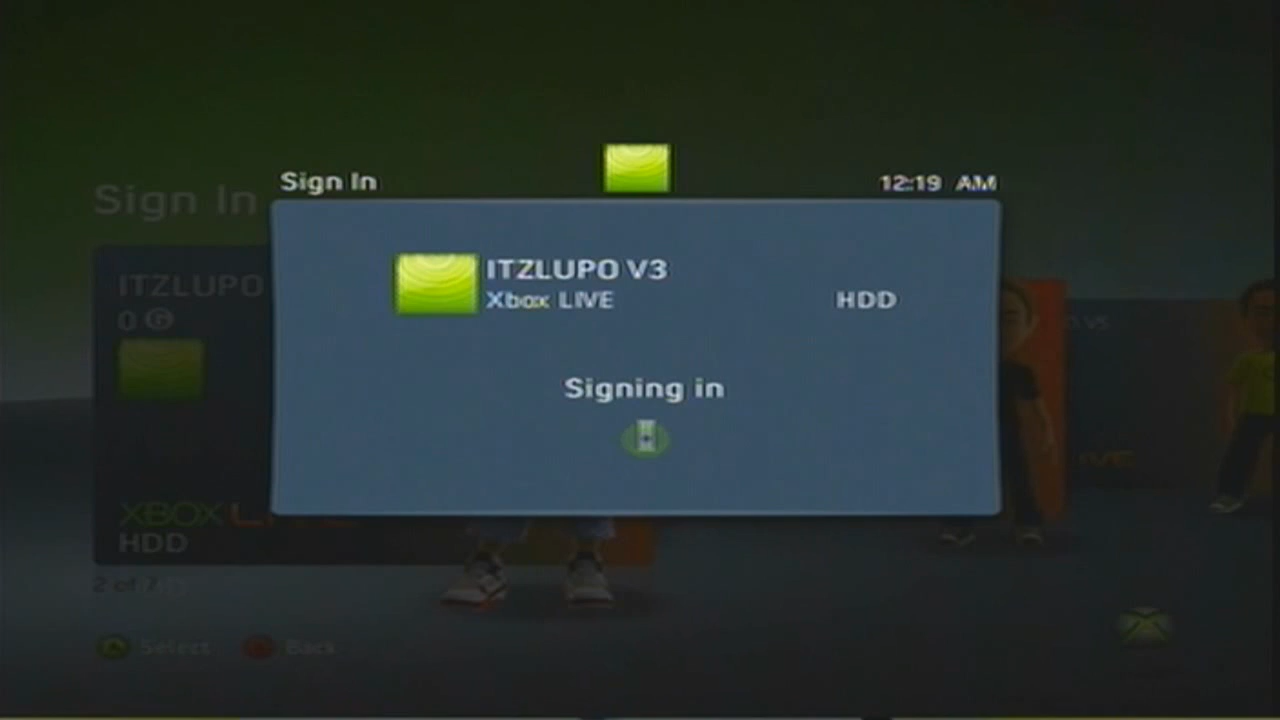 Sign In
12:19 AM
ITZLUPO V3
Xbox LIVE
HDD
Signing in
Sign In
ITZLUPO
0 G
XBOX LIVE
HDD
2 of 7
Select
Back